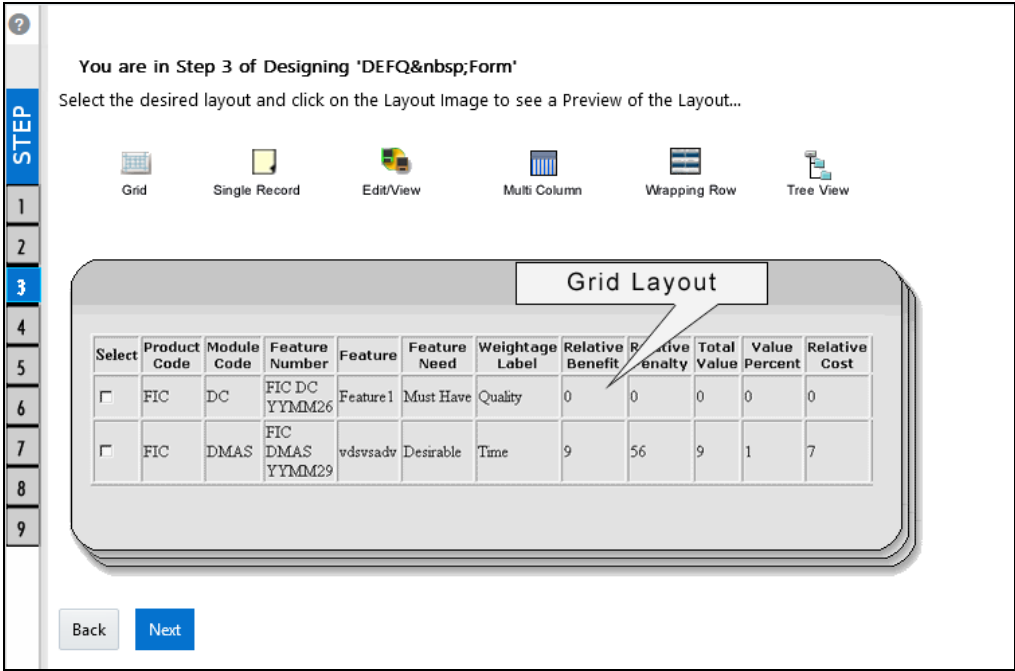 ?
You are in Step 3 of Designing 'DEFQ&nbsp;Form'
Select the desired layout and click on the Layout Image to see a Preview of the Layout...
STEP
1
2
3
4
5
6
7
8
9
Grid Single Record Edit/View Multi Column Wrapping Row Tree View
Grid Layout
Select Product Code Module Code Feature Number Feature Feature Need Weightage Label Relative Benefit Total Value Value Percent Relative Cost
FIC DC FIC DC YYMM26 Feature1 Must Have Quality 0 0 0 0 0
FIC DMAS FIC DMAS YYMM29 vdsvsadv Desirable Time 9 56 9 1 7
Back Next